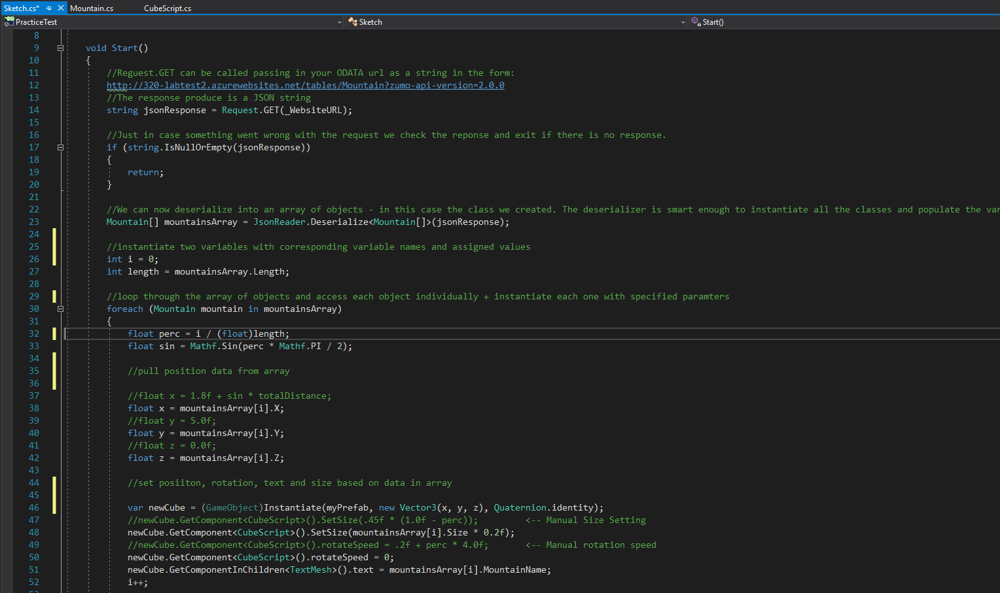 Sketch.cs* Mountain.cs CubeScript.cs
PracticeTest Sketch Start()
8
9 void Start()
10 {
11 //Reguest.GET can be called passing in your ODATA url as a string in the form:
12 http://320-labtest2.azurewebsites.net/tables/Mountain?zumo-api-version=2.0.0
13 //The response produce is a JSON string
14 string jsonResponse = Request.GET(_WebsiteURL);
15
16 //Just in case something went wrong with the request we check the reponse and exit if there is no response.
17 if (string.IsNullOrEmpty(jsonResponse))
18 {
19 return;
20 }
21
22 //We can now deserialize into an array of objects - in this case the class we created. The deserializer is smart enough to instantiate all the classes and populate the var
23 Mountain[] mountainsArray = JsonReader.Deserialize<Mountain[]>(jsonResponse);
24
25 //instantiate two variables with corresponding variable names and assigned values
26 int i = 0;
27 int length = mountainsArray.Length;
28
29 //loop through the array of objects and access each object individually + instantiate each one with specified paramters
30 foreach (Mountain mountain in mountainsArray)
31 {
32 float perc = i / (float)length;
33 float sin = Mathf.Sin(perc * Mathf.PI / 2);
34
35 //pull position data from array
36
37 //float x = 1.8f + sin * totalDistance;
38 float x = mountainsArray[i].X;
39 //float y = 5.0f;
40 float y = mountainsArray[i].Y;
41 //float z = 0.0f;
42 float z = mountainsArray[i].Z;
43
44 //set posiiton, rotation, text and size based on data in array
45
46 var newCube = (GameObject)Instantiate(myPrefab, new Vector3(x, y, z), Quaternion.identity);
47 //newCube.GetComponent<CubeScript>().SetSize(.45f * (1.0f - perc)); <-- Manual Size Setting
48 newCube.GetComponent<CubeScript>().SetSize(mountainsArray[i].Size * 0.2f);
49 //newCube.GetComponent<CubeScript>().rotateSpeed = .2f + perc * 4.0f; <-- Manual rotation speed
50 newCube.GetComponent<CubeScript>().rotateSpeed = 0;
51 newCube.GetComponentInChildren<TextMesh>().text = mountainsArray[i].MountainName;
52 i++;